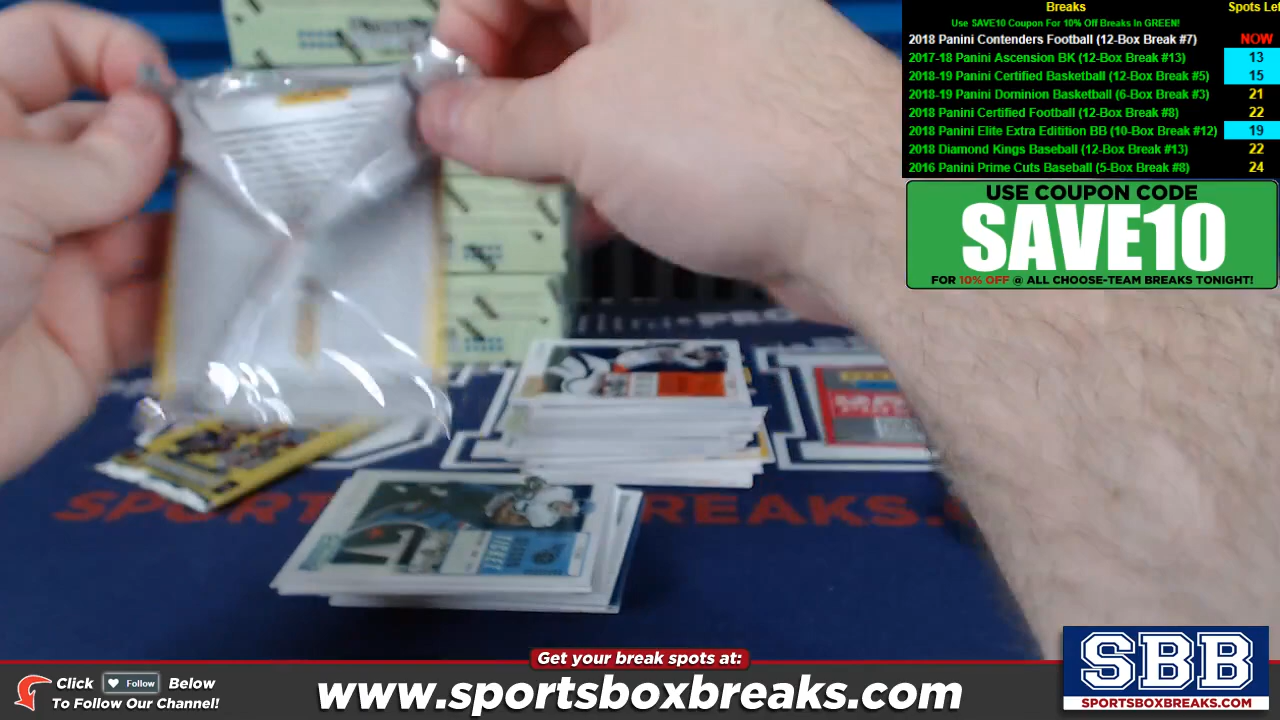 Breaks Spots Lef
Use SAVE10 Coupon For 10% Off Breaks In GREEN!
2018 Panini Contenders Football (12-Box Break #7) NOW
2017-18 Panini Ascension BK (12-Box Break #13) 13
2018-19 Panini Certified Basketball (12-Box Break #5) 15
2018-19 Panini Dominion Basketball (6-Box Break #3) 21
2018 Panini Certified Football (12-Box Break #8) 22
2018 Panini Elite Extra Edition BB (10-Box Break #12) 19
2018 Diamond Kings Baseball (12-Box Break #13) 22
2016 Panini Prime Cuts Baseball (5-Box Break #8) 24
USE COUPON CODE
SAVE10
FOR 10% OFF @ ALL CHOOSE-TEAM BREAKS TONIGHT!
TICKET
SPORTS REAKS.
Get your break spots at:
Click Follow Below
To Follow Our Channel!
www.sportsboxbreaks.com
SBB
SPORTSBOXBREAKS.COM